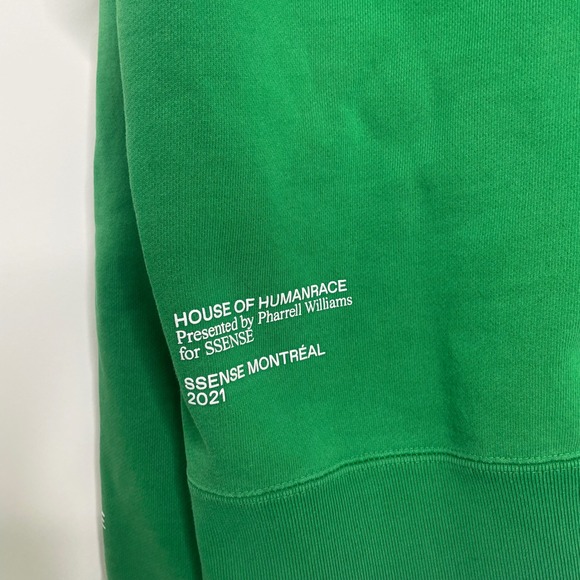 HOUSE OF HUMANRACE
Presented by Pharrell Williams
for SSENSE
SSENSE MONTRÉAL
2021